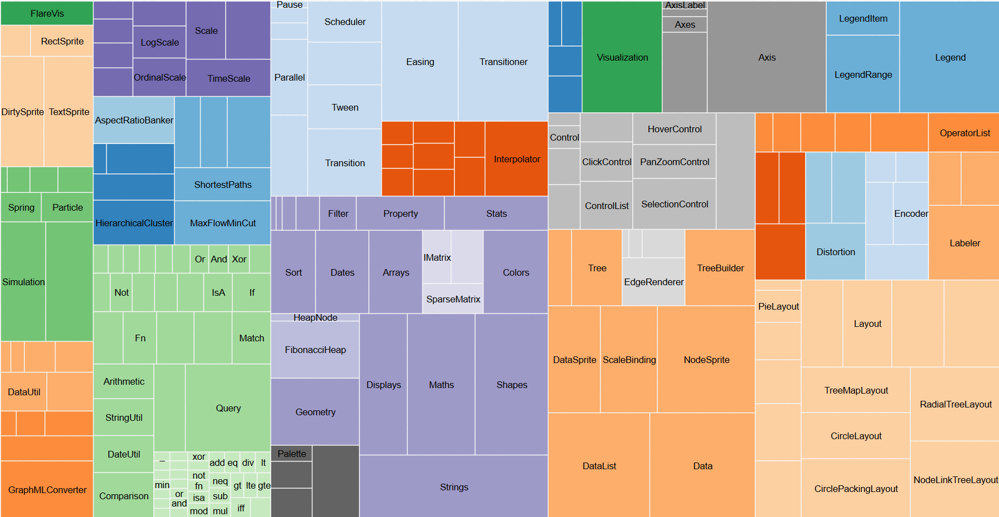 FlareVis
RectSprite
DirtySprite
TextSprite
Spring
Particle
Simulation
DataUtil
GraphMLConverter
Scale
LogScale
OrdinalScale
TimeScale
AspectRatioBanker
ShortestPaths
HierarchicalCluster
MaxFlowMinCut
Or
And
Xor
Not
IsA
If
Fn
Match
Arithmetic
StringUtil
DateUtil
Comparison
Query
_
min
or
and
xor
not
fn
isa
mod
add
eq
div
lt
neq
sub
mul
gt
lte
gte
iff
Pause
Scheduler
Parallel
Tween
Transition
Easing
Transitioner
Interpolator
Filter
Property
Stats
Sort
Dates
Arrays
IMatrix
SparseMatrix
Colors
HeapNode
FibonacciHeap
Geometry
Displays
Maths
Shapes
Palette
Strings
Visualization
AxisLabel
Axes
Axis
LegendItem
LegendRange
Legend
Control
ClickControl
ControlList
HoverControl
PanZoomControl
SelectionControl
OperatorList
Distortion
Encoder
Labeler
Tree
EdgeRenderer
TreeBuilder
DataSprite
ScaleBinding
NodeSprite
DataList
Data
PieLayout
Layout
TreeMapLayout
CircleLayout
CirclePackingLayout
RadialTreeLayout
NodeLinkTreeLayout